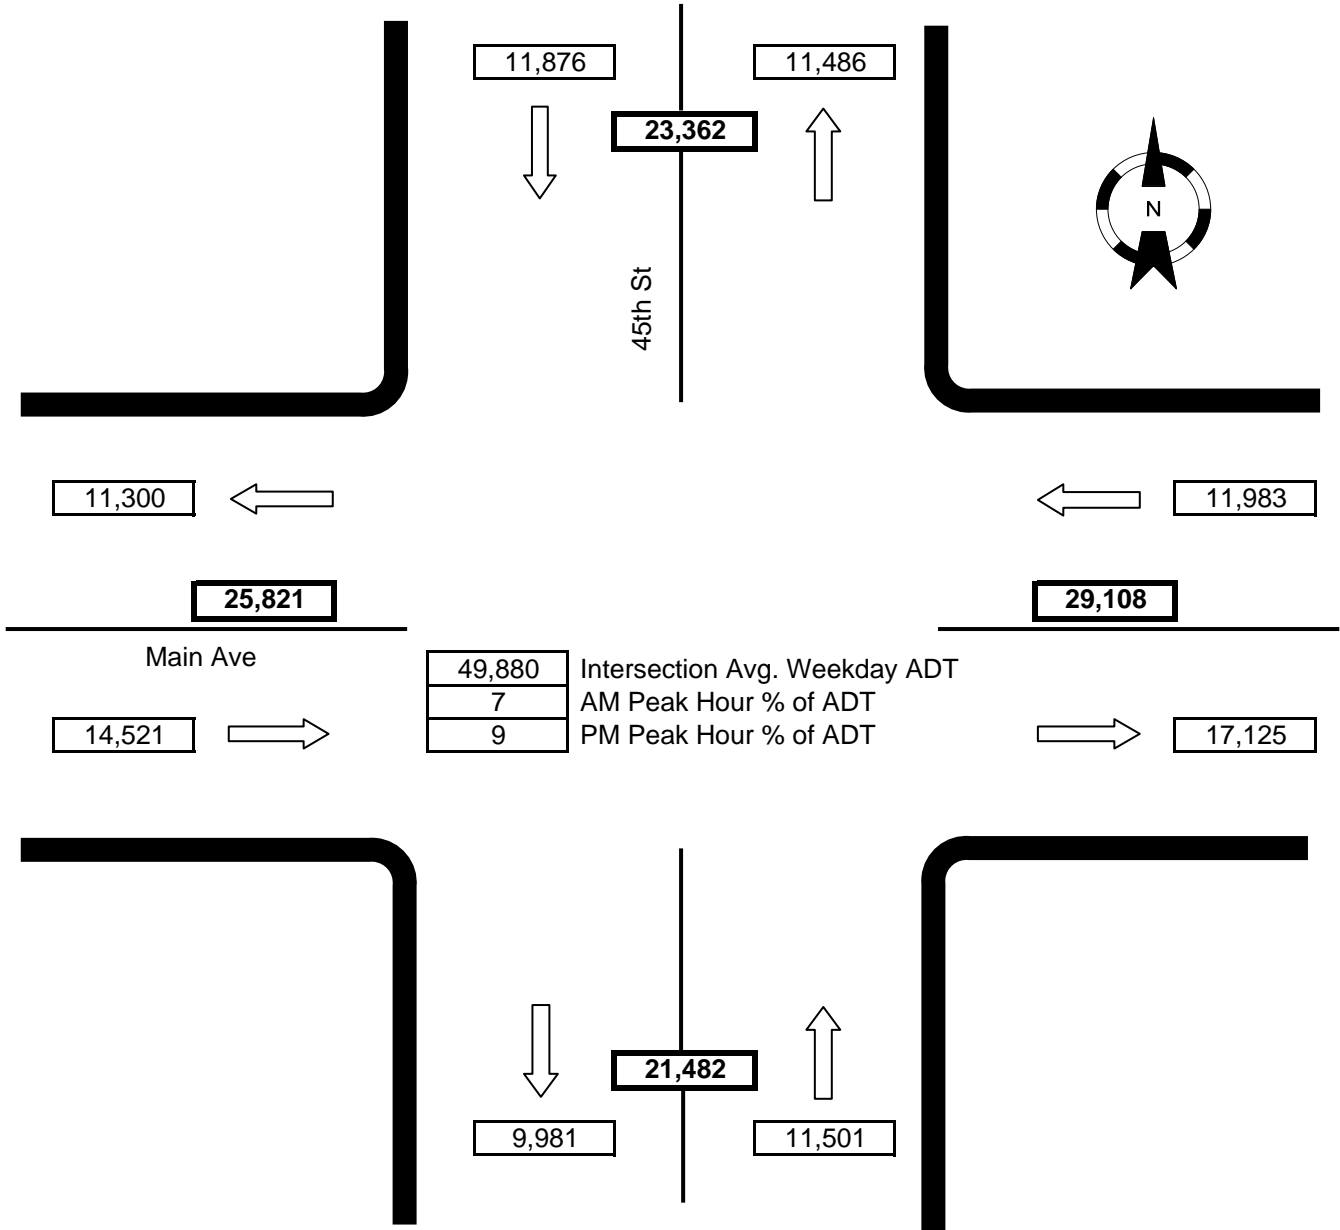 11,876
11,486
23,362
N
45th St
11,300
11,983
25,821
29,108
Main Ave
49,880 Intersection Avg. Weekday ADT
7 AM Peak Hour % of ADT
9 PM Peak Hour % of ADT
14,521
17,125
21,482
9,981
11,501